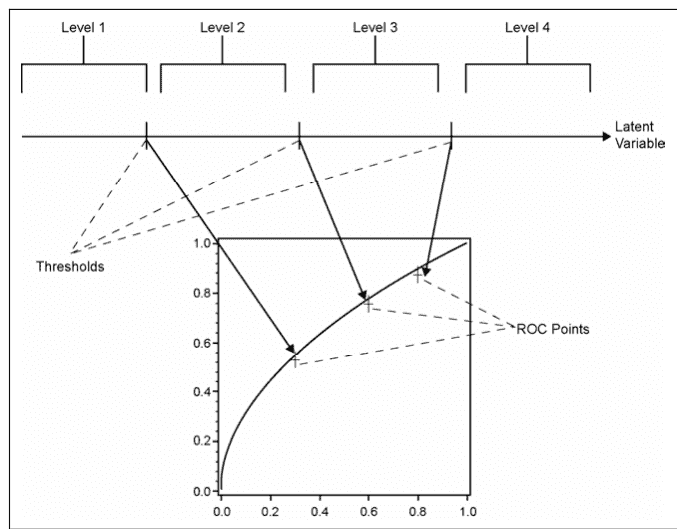 Level 1
Level 2
Level 3
Level 4
Latent
Variable
Thresholds
ROC Points
1.0
0.8
0.6
0.4
0.2
0.0
0.0 0.2 0.4 0.6 0.8 1.0